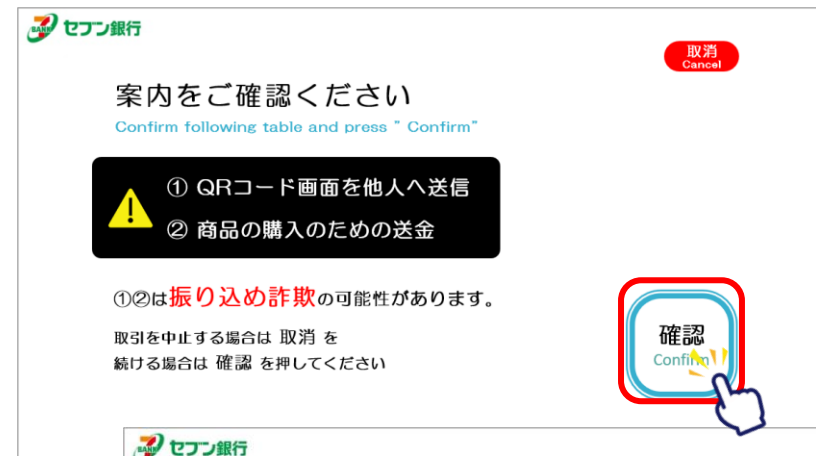 7 BANK セブン銀行
取消
Cancel
案内をご確認ください
Confirm following table and press " Confirm"
① QRコード画面を他人へ送信
② 商品の購入のための送金
①②は振り込め詐欺の可能性があります。
取引を中止する場合は 取消 を
続ける場合は 確認 を押してください
確認
Confirm
7 BANK セブン銀行